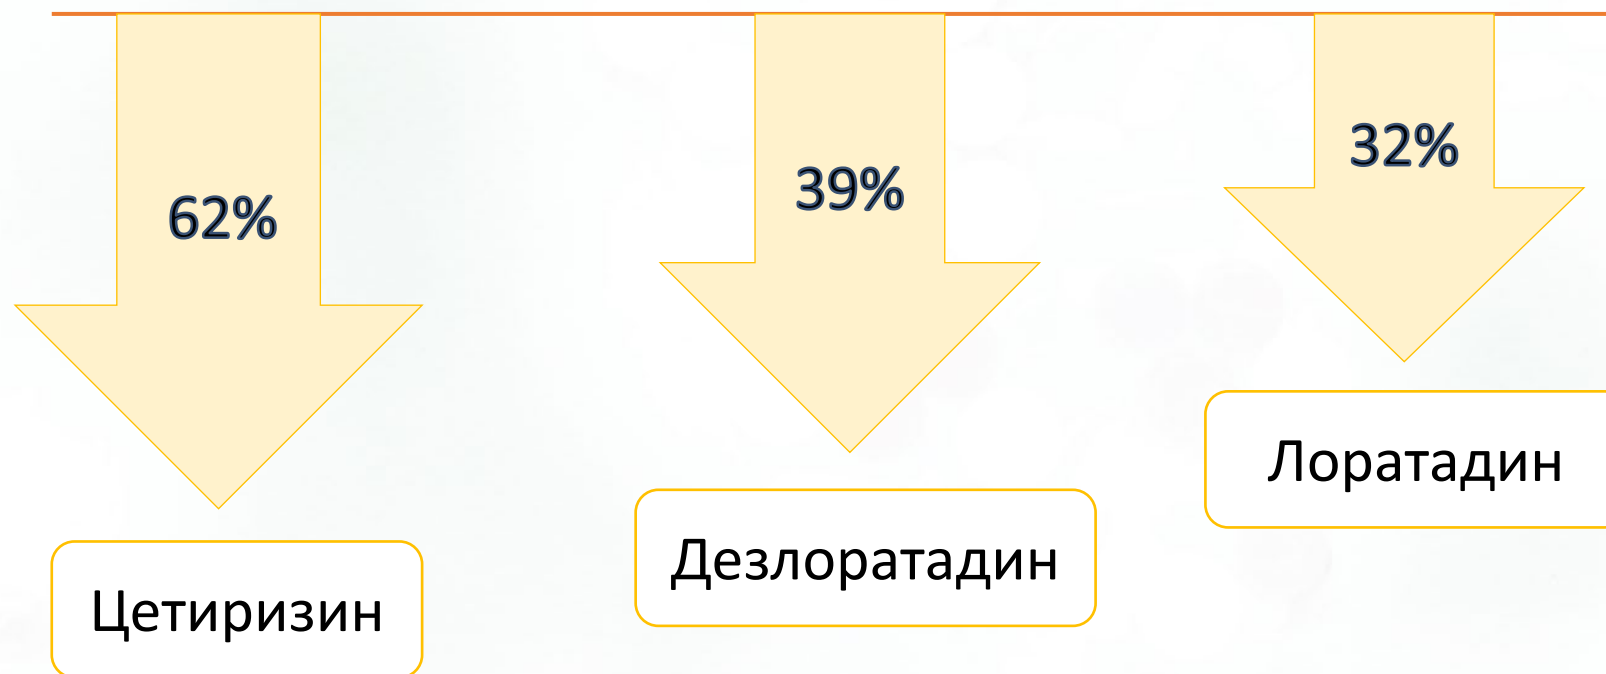 62%
39%
32%
Цетиризин
Дезлоратадин
Лоратадин